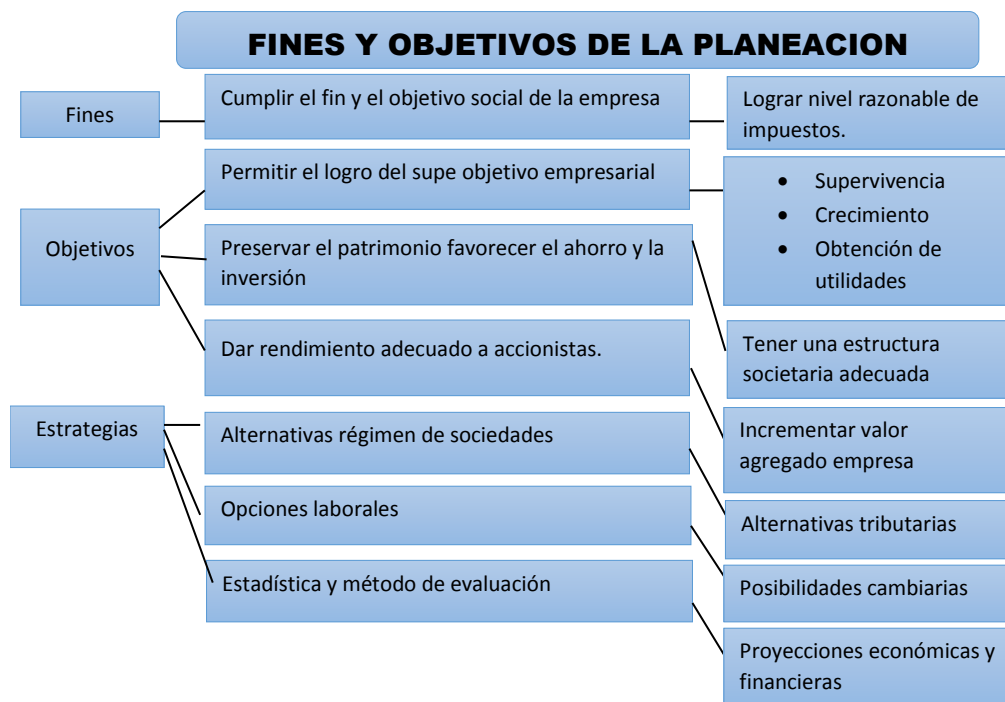 FINES Y OBJETIVOS DE LA PLANEACION
Fines
Cumplir el fin y el objetivo social de la empresa
Lograr nivel razonable de
impuestos.
Objetivos
Permitir el logro del supe objetivo empresarial
• Supervivencia
• Crecimiento
• Obtención de
utilidades
Preservar el patrimonio favorecer el ahorro y la
inversión
Tener una estructura
societaria adecuada
Dar rendimiento adecuado a accionistas.
Incrementar valor
agregado empresa
Estrategias
Alternativas régimen de sociedades
Alternativas tributarias
Opciones laborales
Posibilidades cambiarias
Estadística y método de evaluación
Proyecciones económicas y
financieras